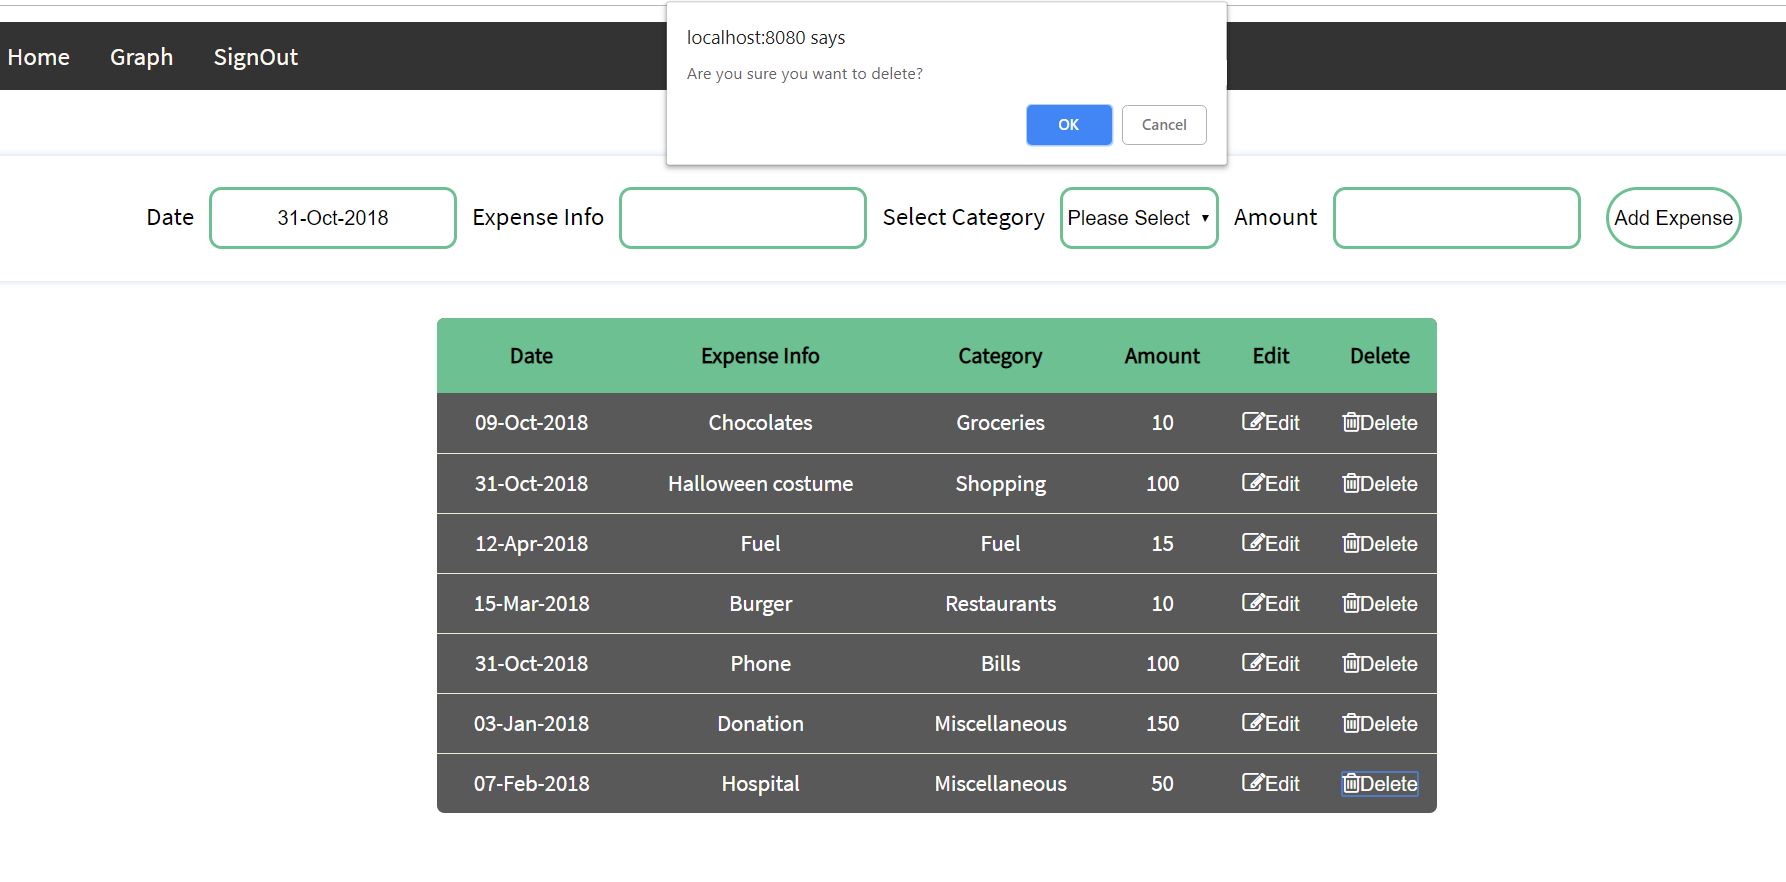 localhost:8080 says
Are you sure you want to delete?
OK Cancel
Home Graph SignOut
Date 31-Oct-2018 Expense Info Select Category Please Select Amount Add Expense
Date Expense Info Category Amount Edit Delete
09-Oct-2018 Chocolates Groceries 10 Edit Delete
31-Oct-2018 Halloween costume Shopping 100 Edit Delete
12-Apr-2018 Fuel Fuel 15 Edit Delete
15-Mar-2018 Burger Restaurants 10 Edit Delete
31-Oct-2018 Phone Bills 100 Edit Delete
03-Jan-2018 Donation Miscellaneous 150 Edit Delete
07-Feb-2018 Hospital Miscellaneous 50 Edit Delete